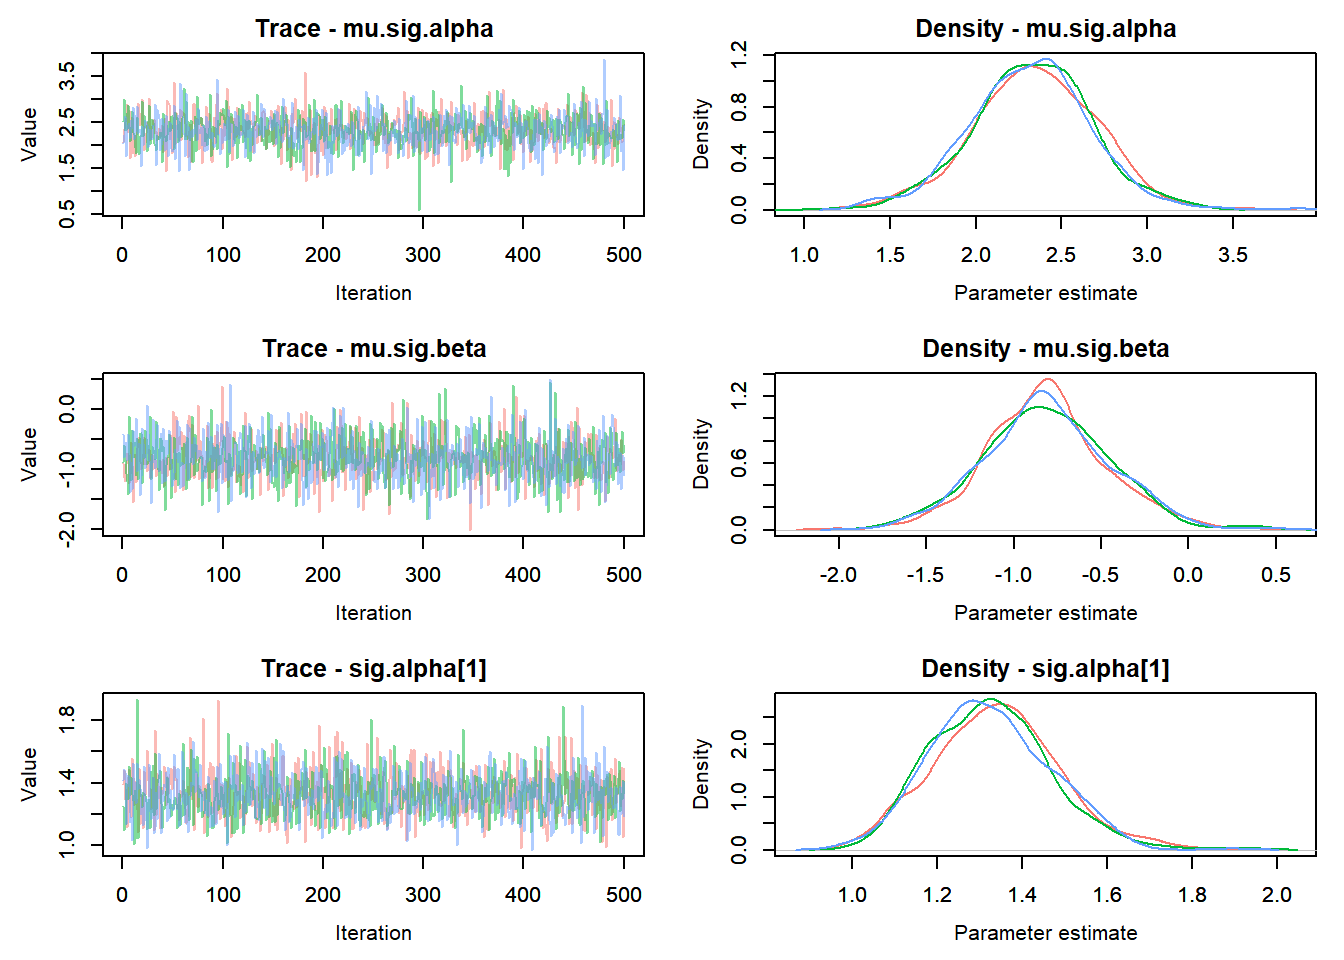 Trace - mu.sig.alpha
Value
0.5 1.5 2.5 3.5
0 100 200 300 400 500
Iteration
Density - mu.sig.alpha
Density
0.0 0.4 0.8 1.2
1.0 1.5 2.0 2.5 3.0 3.5
Parameter estimate
Trace - mu.sig.beta
Value
-2.0 -1.0 0.0
0 100 200 300 400 500
Iteration
Density - mu.sig.beta
Density
0.0 0.6 1.2
-2.0 -1.5 -1.0 -0.5 0.0 0.5
Parameter estimate
Trace - sig.alpha[1]
Value
1.0 1.4 1.8
0 100 200 300 400 500
Iteration
Density - sig.alpha[1]
Density
0.0 1.0 2.0
1.0 1.2 1.4 1.6 1.8 2.0
Parameter estimate